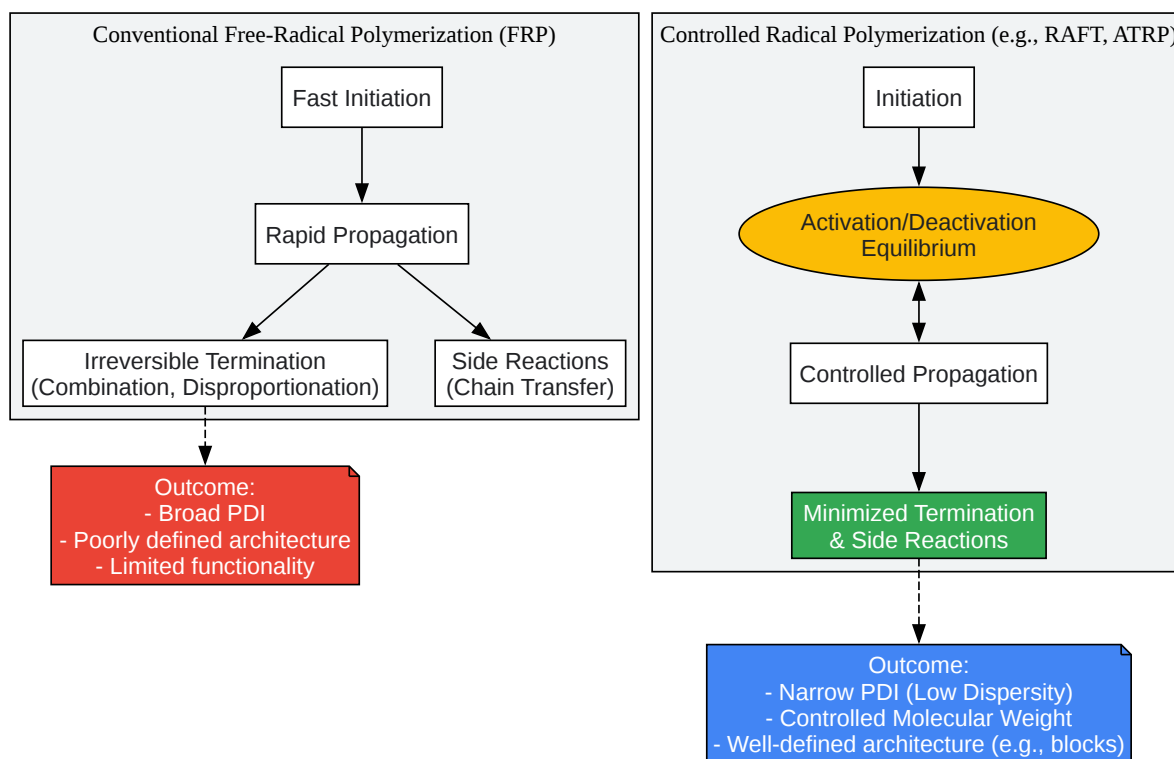 Conventional Free-Radical Polymerization (FRP)
Fast Initiation
Rapid Propagation
Irreversible Termination
(Combination, Disproportionation)
Side Reactions
(Chain Transfer)
Outcome:
- Broad PDI
- Poorly defined architecture
- Limited functionality
Controlled Radical Polymerization (e.g., RAFT, ATRP)
Initiation
Activation/Deactivation
Equilibrium
Controlled Propagation
Minimized Termination
& Side Reactions
Outcome:
- Narrow PDI (Low Dispersity)
- Controlled Molecular Weight
- Well-defined architecture (e.g., blocks)